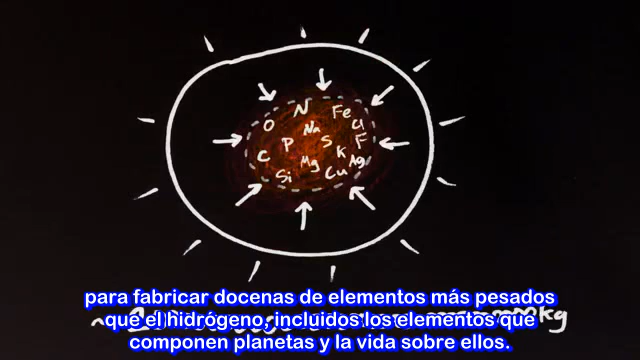 N Fe
O Na Cl
C P S F
Mg K Ag
Si Cu
para fabricar docenas de elementos más pesados
que el hidrógeno, incluidos los elementos que
kg
componen planetas y la vida sobre ellos.